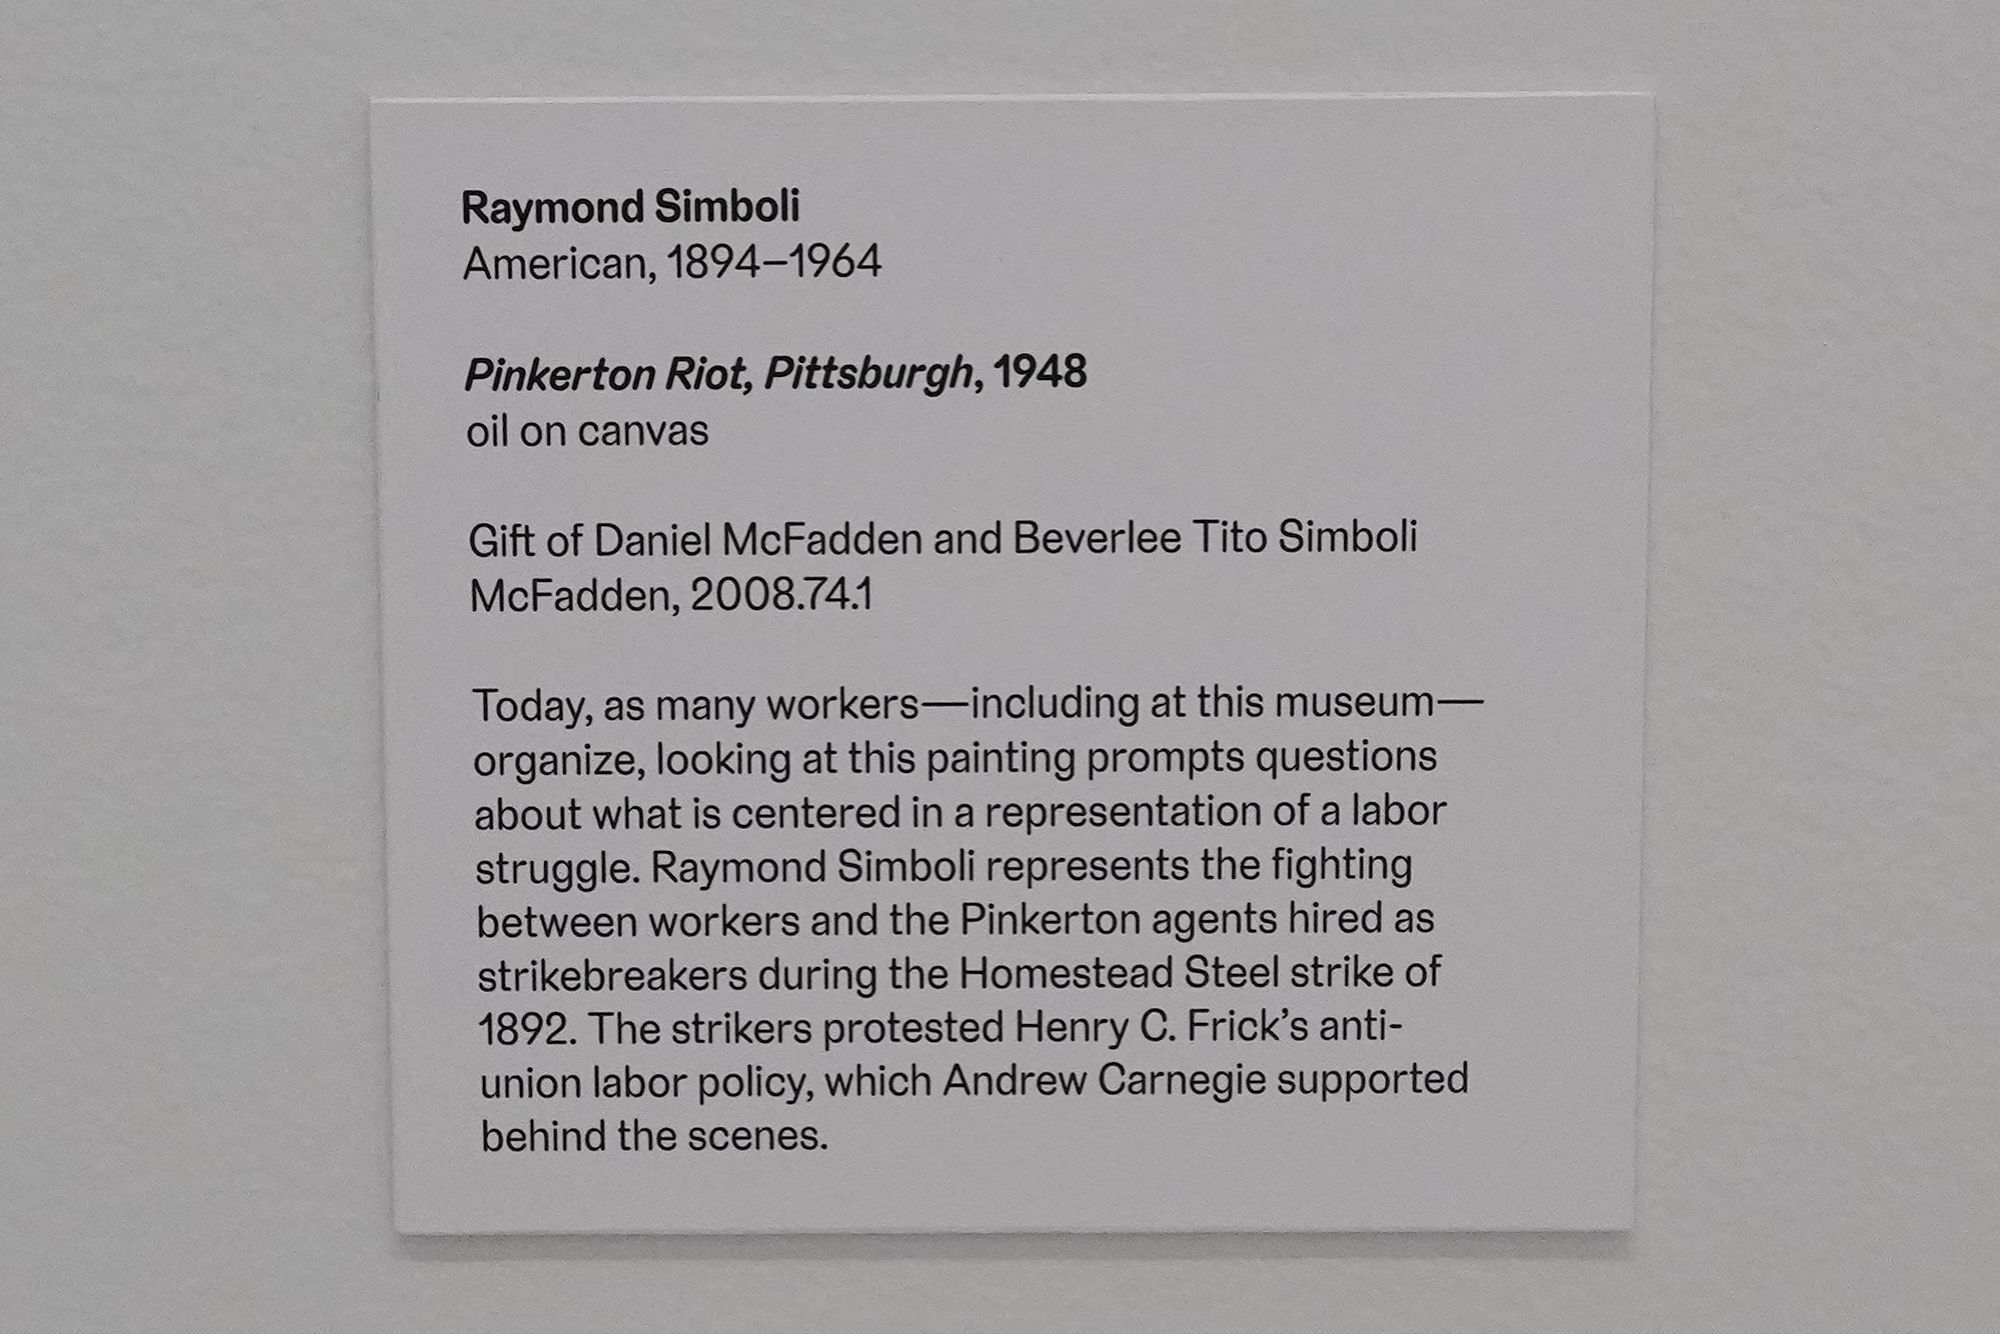 Raymond Simboli
American, 1894–1964
Pinkerton Riot, Pittsburgh, 1948
oil on canvas
Gift of Daniel McFadden and Beverlee Tito Simboli
McFadden, 2008.74.1
Today, as many workers—including at this museum—
organize, looking at this painting prompts questions
about what is centered in a representation of a labor
struggle. Raymond Simboli represents the fighting
between workers and the Pinkerton agents hired as
strikebreakers during the Homestead Steel strike of
1892. The strikers protested Henry C. Frick’s anti-
union labor policy, which Andrew Carnegie supported
behind the scenes.